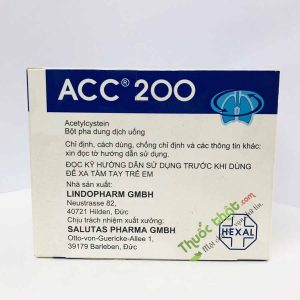 ACC® 200
Acetylcystein
Bột pha dung dịch uống
Chỉ định, cách dùng, chống chỉ định và các thông tin khác:
xin đọc tờ hướng dẫn sử dụng.
ĐỌC KỸ HƯỚNG DẪN SỬ DỤNG TRƯỚC KHI DÙNG
ĐỂ XA TẦM TAY TRẺ EM
Nhà sản xuất:
LINDOPHARM GMBH
Neustrasse 82,
40721 Hilden, Đức
Chịu trách nhiệm xuất xưởng:
SALUTAS PHARMA GMBH
Otto-von-Guericke-Allee 1,
39179 Barleben, Đức
HEXAL